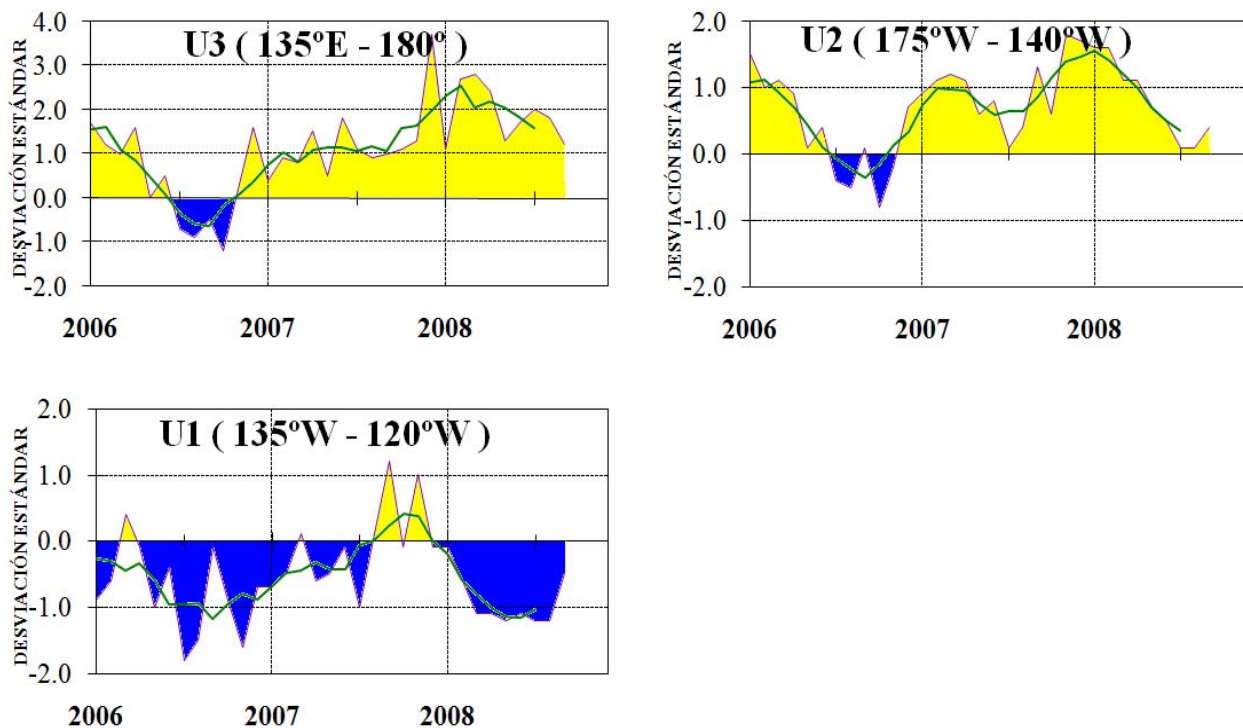 U3 ( 135ºE - 180º )
DESVIACIÓN ESTÁNDAR
4.0
3.0
2.0
1.0
0.0
-1.0
-2.0
2006 2007 2008
U2 ( 175ºW - 140ºW )
DESVIACIÓN ESTÁNDAR
2.0
1.0
0.0
-1.0
-2.0
2006 2007 2008
U1 ( 135ºW - 120ºW )
DESVIACIÓN ESTÁNDAR
2.0
1.0
0.0
-1.0
-2.0
2006 2007 2008